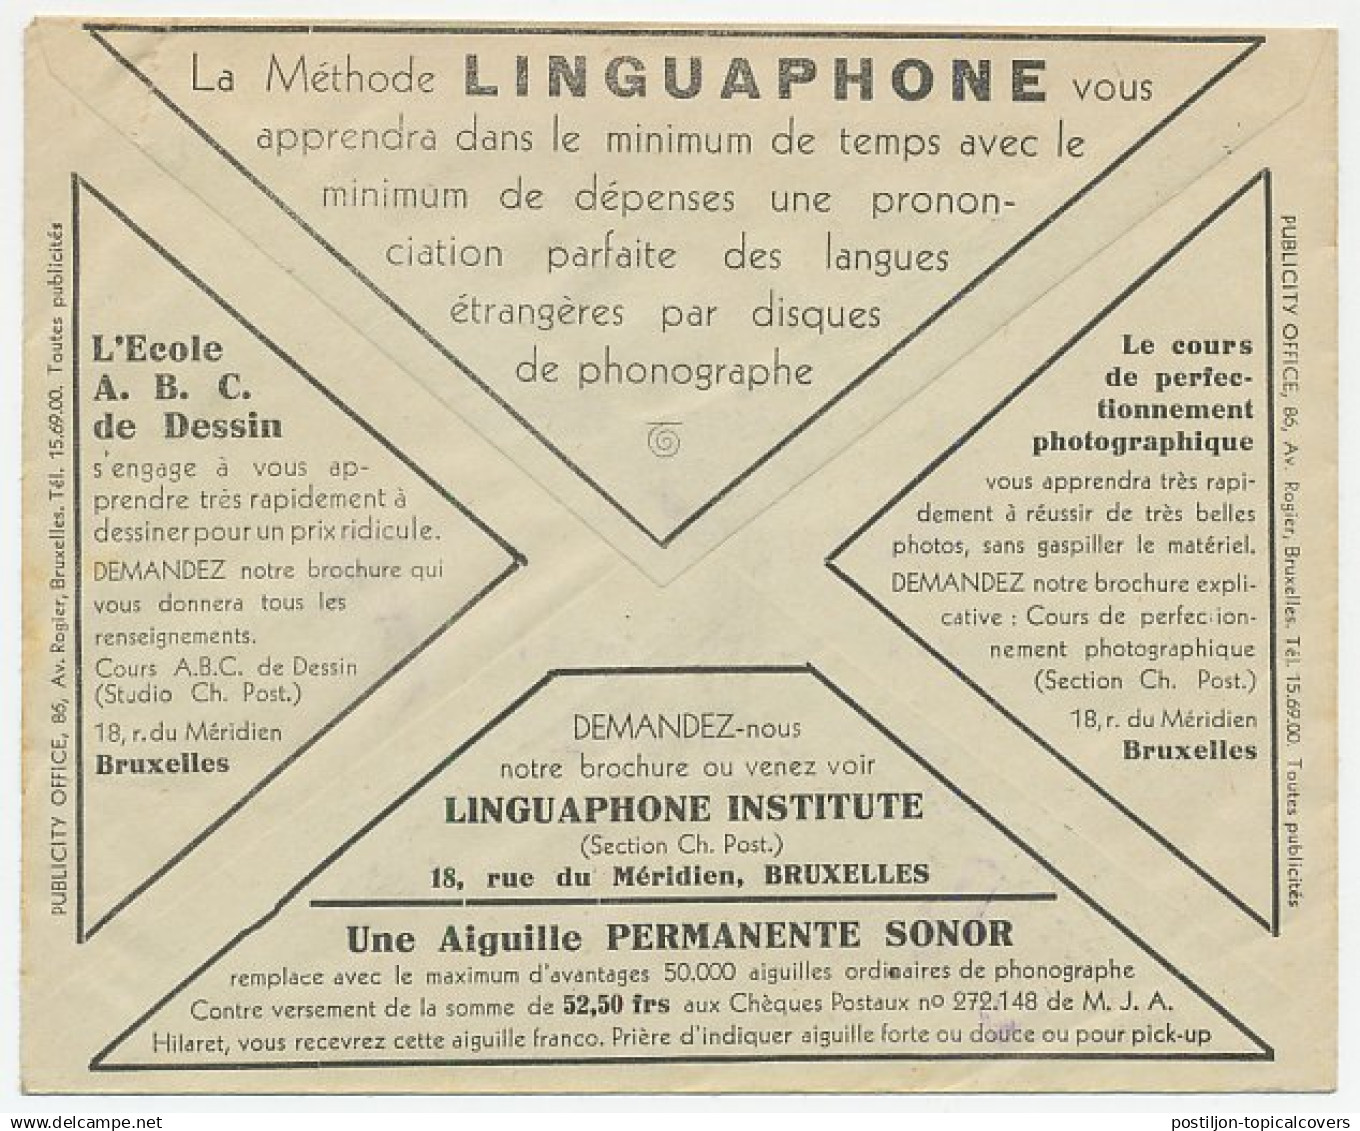 La Méthode LINGUAPHONE vous
apprendra dans le minimum de temps avec le
minimum de dépenses une pronon-
ciation parfaite des langues
étrangères par disques
de phonographe
PUBLICITY OFFICE, 86, Av. Rogier, Bruxelles. Tél. 15.69.00. Toutes publicités
L'Ecole
A. B. C.
de Dessin
s'engage à vous ap-
prendre très rapidement à
dessiner pour un prix ridicule.
DEMANDEZ notre brochure qui
vous donnera tous les
renseignements.
Cours A.B.C. de Dessin
(Studio Ch. Post.)
18, r. du Méridien
Bruxelles
Le cours
de perfec-
tionnement
photographique
vous apprendra très rapi-
dement à réussir de très belles
photos, sans gaspiller le matériel.
DEMANDEZ notre brochure expli-
cative : Cours de perfection-
nement photographique
(Section Ch. Post.)
18, r. du Méridien
Bruxelles
PUBLICITY OFFICE, 86, Av. Rogier, Bruxelles. Tél. 15.69.00. Toutes publicités
DEMANDEZ-nous
notre brochure ou venez voir
LINGUAPHONE INSTITUTE
(Section Ch. Post.)
18, rue du Méridien, BRUXELLES
Une Aiguille PERMANENTE SONOR
remplace avec le maximum d'avantages 50.000 aiguilles ordinaires de phonographe
Contre versement de la somme de 52,50 frs aux Chèques Postaux no 272.148 de M. J. A.
Hilaret, vous recevrez cette aiguille franco. Prière d'indiquer aiguille forte ou douce ou pour pick-up
postiljon-topicalcovers